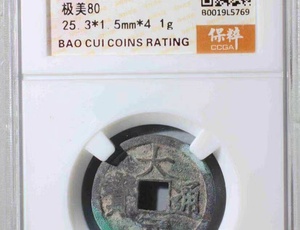 极美80
25.3*1.5mm*4.1g
B0019L5769
BAO CUI COINS RATING
保粹
CCGA
大
通